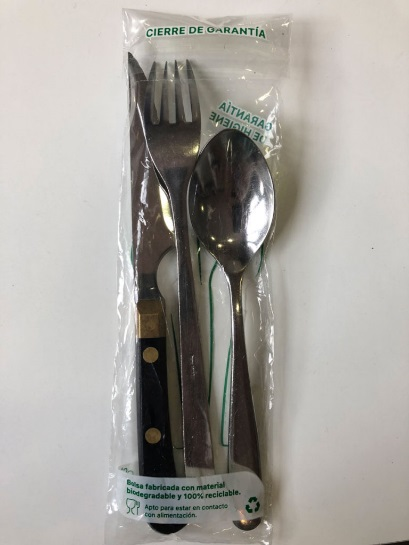 CIERRE DE GARANTÍA
GARANTÍA
DE HIGIENE
Bolsa fabricada con material
biodegradable y 100% reciclable.
Apto para estar en contacto
con alimentación.